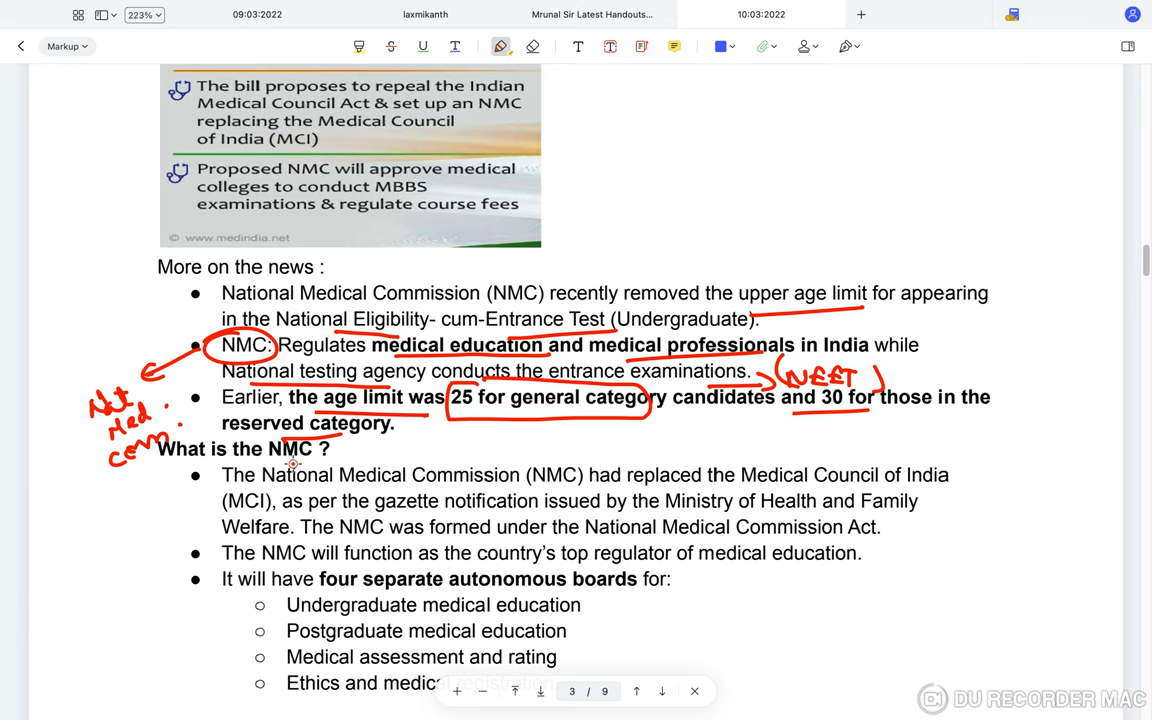 223%
09:03:2022
laxmikanth
Mrunal Sir Latest Handouts...
10:03:2022
Markup
The bill proposes to repeal the Indian
Medical Council Act & set up an NMC
replacing the Medical Council
of India (MCI)
Proposed NMC will approve medical
colleges to conduct MBBS
examinations & regulate course fees
© www.medindia.net
More on the news :
National Medical Commission (NMC) recently removed the upper age limit for appearing
in the National Eligibility- cum-Entrance Test (Undergraduate).
NMC: Regulates medical education and medical professionals in India while
National testing agency conducts the entrance examinations.
(NEET)
Earlier, the age limit was 25 for general category candidates and 30 for those in the
reserved category.
Nat
Med
Comm
What is the NMC ?
The National Medical Commission (NMC) had replaced the Medical Council of India
(MCI), as per the gazette notification issued by the Ministry of Health and Family
Welfare. The NMC was formed under the National Medical Commission Act.
The NMC will function as the country's top regulator of medical education.
It will have four separate autonomous boards for:
Undergraduate medical education
Postgraduate medical education
Medical assessment and rating
Ethics and medical registration
3 / 9
DU RECORDER MAC